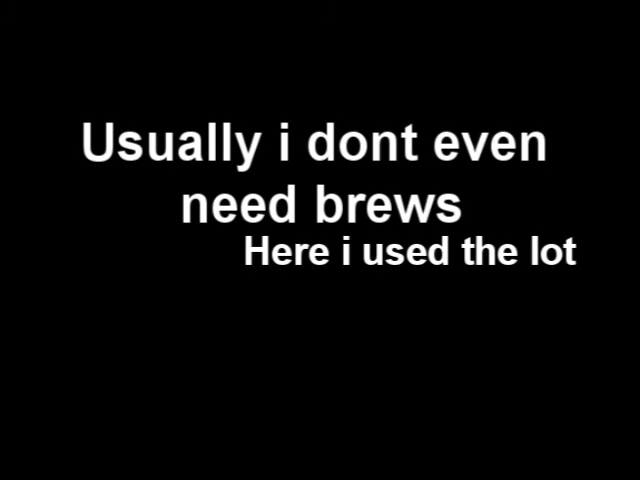 Usually i dont even
need brews
Here i used the lot